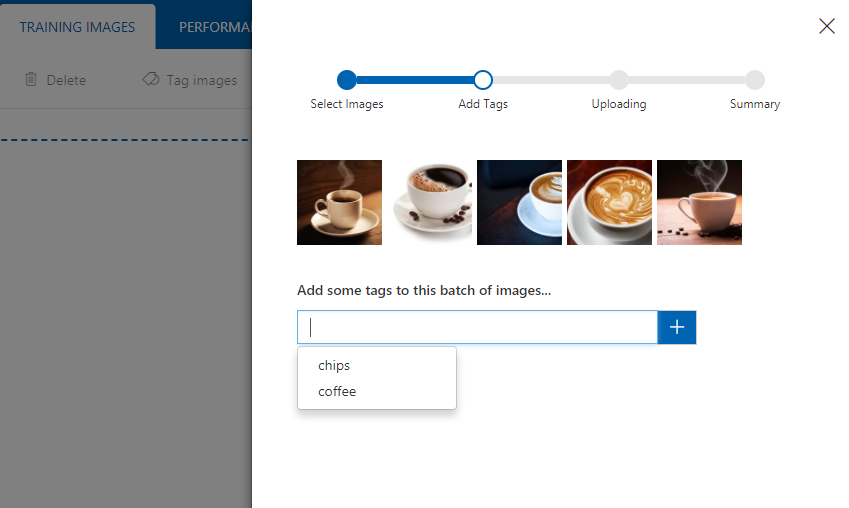 TRAINING IMAGES
Delete
Tag images
Select Images
Add Tags
Uploading
Summary
Add some tags to this batch of images...
chips
coffee